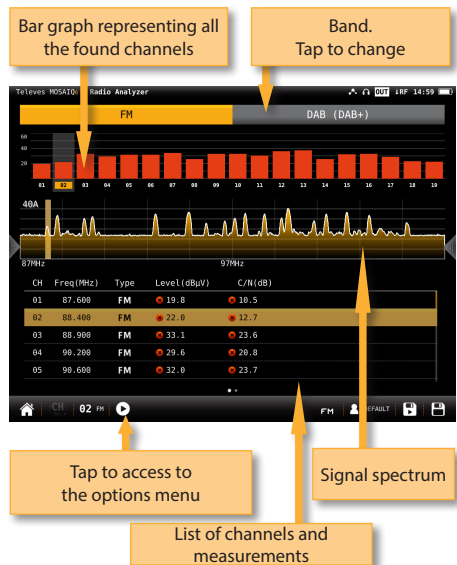 Bar graph representing all
the found channels
Band.
Tap to change
Televes MOSAIQ6 Radio Analyzer
OUT ↓RF 14:59
FM
DAB (DAB+)
60
40
20
01 02 03 04 05 06 07 08 09 10 11 12 13 14 15 16 17 18 19
40A
87MHz
97MHz
CH Freq(MHz) Type Level(dBµV) C/N(dB)
01 87.600 FM 19.8 10.5
02 88.400 FM 22.0 12.7
03 88.900 FM 33.1 23.6
04 90.200 FM 29.6 20.8
05 90.600 FM 32.0 23.7
CH 02 FM
FM
Tap to access to
the options menu
Signal spectrum
List of channels and
measurements